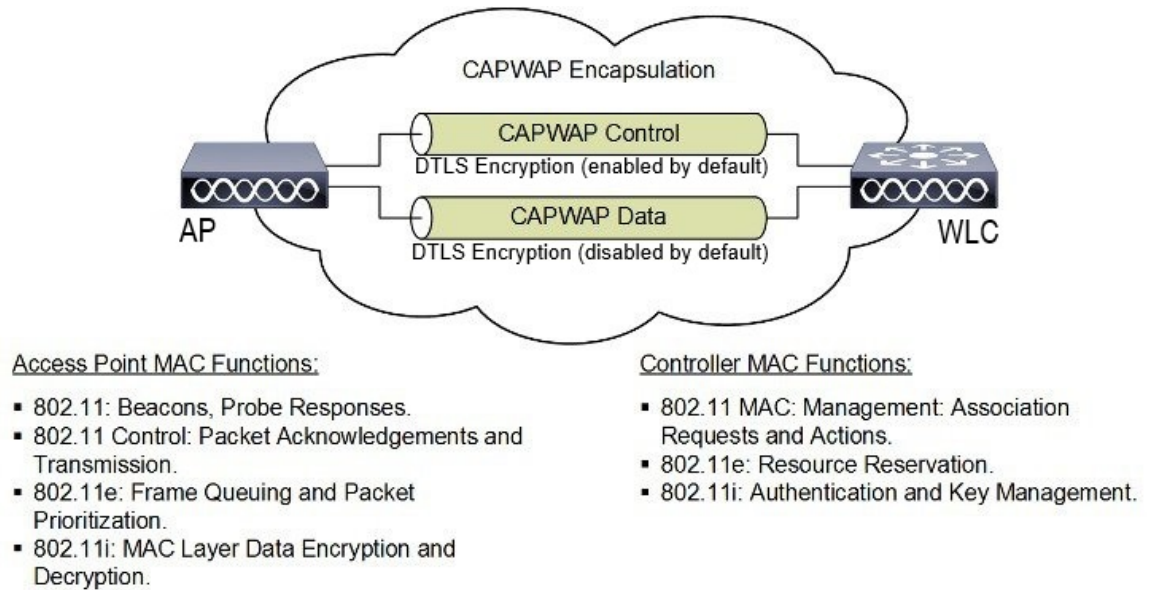 CAPWAP Encapsulation
CAPWAP Control
DTLS Encryption (enabled by default)
AP
CAPWAP Data
WLC
DTLS Encryption (disabled by default)
Access Point MAC Functions:
▪ 802.11: Beacons, Probe Responses.
▪ 802.11 Control: Packet Acknowledgements and
Transmission.
▪ 802.11e: Frame Queuing and Packet
Prioritization.
▪ 802.11i: MAC Layer Data Encryption and
Decryption.
Controller MAC Functions:
▪ 802.11 MAC: Management: Association
Requests and Actions.
▪ 802.11e: Resource Reservation.
▪ 802.11i: Authentication and Key Management.